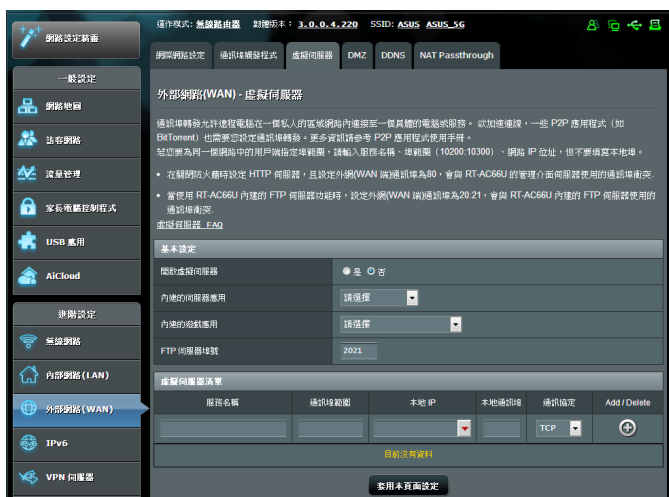 運作模式: 無線路由器 韌體版本: 3.0.0.4.220 SSID: ASUS ASUS_5G
網路設定精靈
一般設定
網路地圖
訪客網路
流量管理
家長電腦控制程式
USB 應用
AiCloud
進階設定
無線網路
內部網路(LAN)
外部網路(WAN)
IPv6
VPN 伺服器
網際網路設定 通訊埠觸發程式 虛擬伺服器 DMZ DDNS NAT Passthrough
外部網路(WAN) - 虛擬伺服器
通訊埠轉發允許遠程電腦在一個私人的區域網路內連接至一個具體的電腦或服務。 欲加速連線，一些 P2P 應用程式（如
BitTorrent）也需要您設定通訊埠轉發。更多資訊請參考 P2P 應用程式使用手冊。
若您要為同一個網路中的用戶端指定埠範圍，請輸入服務名稱、埠範圍（10200:10300）、網路 IP 位址，但不要填寫本地埠。
• 在關閉防火牆時設定 HTTP 伺服器，且設定外網(WAN 端)通訊埠為80，會與 RT-AC66U 的管理介面伺服器使用的通訊埠衝突.
• 當使用 RT-AC66U 內建的 FTP 伺服器功能時，設定外網(WAN 端)通訊埠為20:21，會與 RT-AC66U 內建的 FTP 伺服器使用的
通訊埠衝突.
虛擬伺服器 FAQ
基本設定
開啟虛擬伺服器 是 否
內建的伺服器應用 請選擇
內建的遊戲應用 請選擇
FTP 伺服器埠號 2021
虛擬伺服器清單
服務名稱 通訊埠範圍 本地 IP 本地通訊埠 通訊協定 Add / Delete
TCP
目前沒有資料
套用本頁面設定